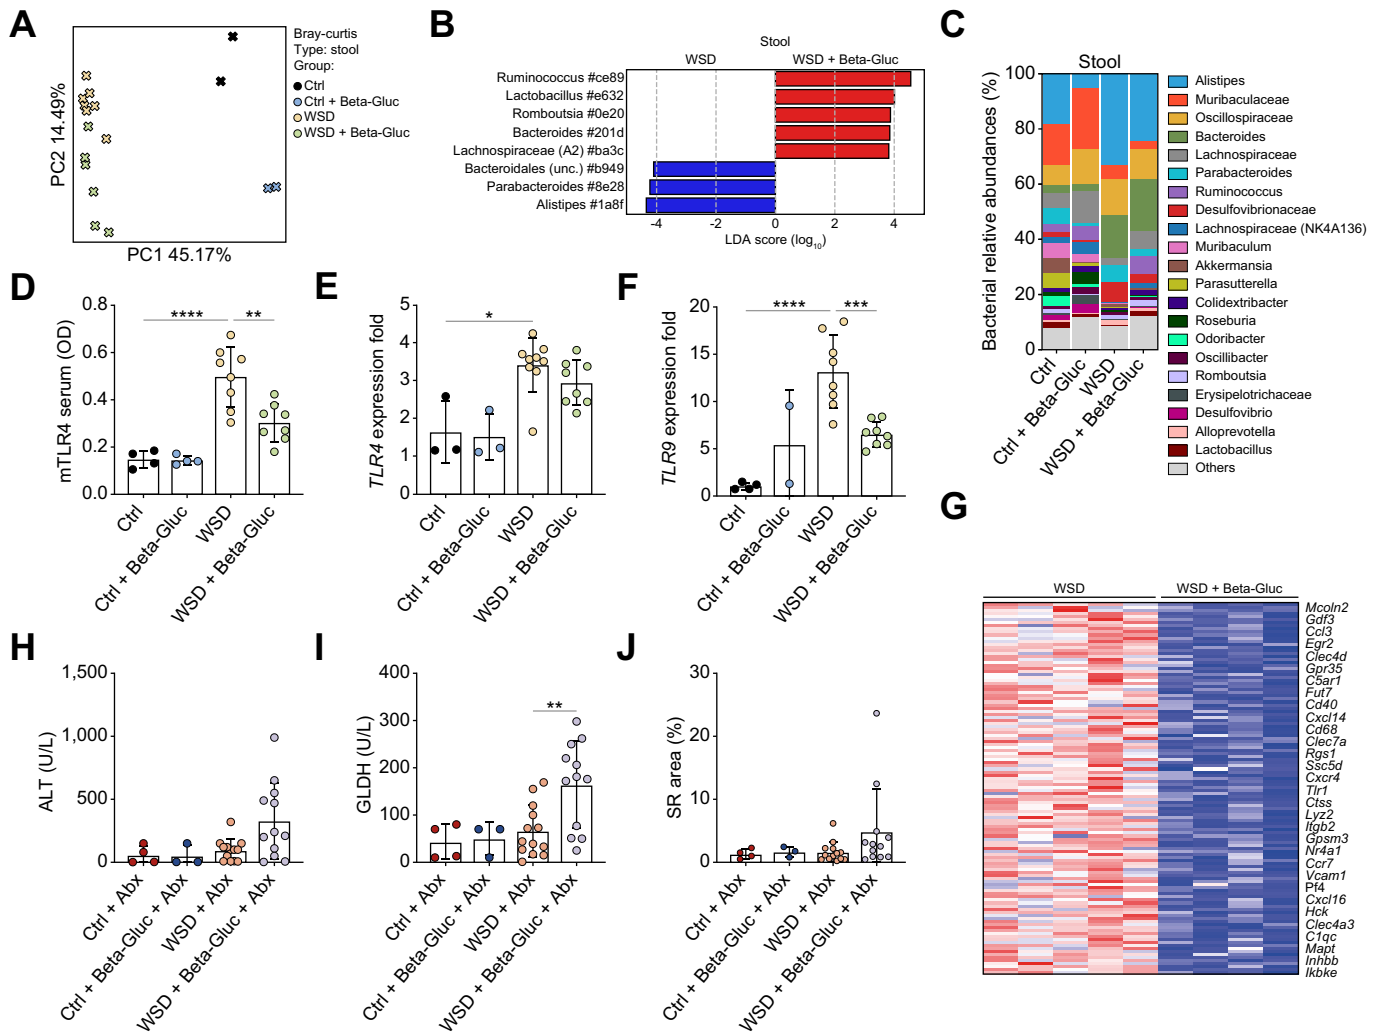 A
Bray-curtis
Type: stool
Group:
Ctrl
Ctrl + Beta-Gluc
WSD
WSD + Beta-Gluc
PC2 14.49%
PC1 45.17%
B
Stool
WSD
WSD + Beta-Gluc
Ruminococcus #ce89
Lactobacillus #e632
Romboutsia #0e20
Bacteroides #201d
Lachnospiraceae (A2) #ba3c
Bacteroidales (unc.) #b949
Parabacteroides #8e28
Alistipes #1a8f
-4 -2 0 2 4
LDA score (log10)
C
Stool
Bacterial relative abundances (%)
100
80
60
40
20
0
Ctrl
Ctrl + Beta-Gluc
WSD
WSD + Beta-Gluc
Alistipes
Muribaculaceae
Oscillospiraceae
Bacteroides
Lachnospiraceae
Parabacteroides
Ruminococcus
Desulfovibrionaceae
Lachnospiraceae (NK4A136)
Muribaculum
Akkermansia
Parasutterella
Colidextribacter
Roseburia
Odoribacter
Oscillibacter
Romboutsia
Erysipelotrichaceae
Desulfovibrio
Alloprevotella
Lactobacillus
Others
D
mTLR4 serum (OD)
0.8
0.6
0.4
0.2
0.0
****
**
Ctrl
Ctrl + Beta-Gluc
WSD
WSD + Beta-Gluc
E
TLR4 expression fold
5
4
3
2
1
0
*
Ctrl
Ctrl + Beta-Gluc
WSD
WSD + Beta-Gluc
F
TLR9 expression fold
20
15
10
5
0
****
***
Ctrl
Ctrl + Beta-Gluc
WSD
WSD + Beta-Gluc
G
WSD
WSD + Beta-Gluc
Mcoln2
Gdf3
Ccl3
Egr2
Clec4d
Gpr35
C5ar1
Fut7
Cd40
Cxcl14
Cd68
Clec7a
Rgs1
Ssc5d
Cxcr4
Tlr1
Ctss
Lyz2
Itgb2
Gpsm3
Nr4a1
Ccr7
Vcam1
Pf4
Cxcl16
Hck
Clec4a3
C1qc
Mapt
Inhbb
Ikbke
H
ALT (U/L)
1,500
1,000
500
0
Ctrl + Abx
Ctrl + Beta-Gluc + Abx
WSD + Abx
WSD + Beta-Gluc + Abx
I
GLDH (U/L)
400
300
200
100
0
**
Ctrl + Abx
Ctrl + Beta-Gluc + Abx
WSD + Abx
WSD + Beta-Gluc + Abx
J
SR area (%)
30
20
10
0
Ctrl + Abx
Ctrl + Beta-Gluc + Abx
WSD + Abx
WSD + Beta-Gluc + Abx